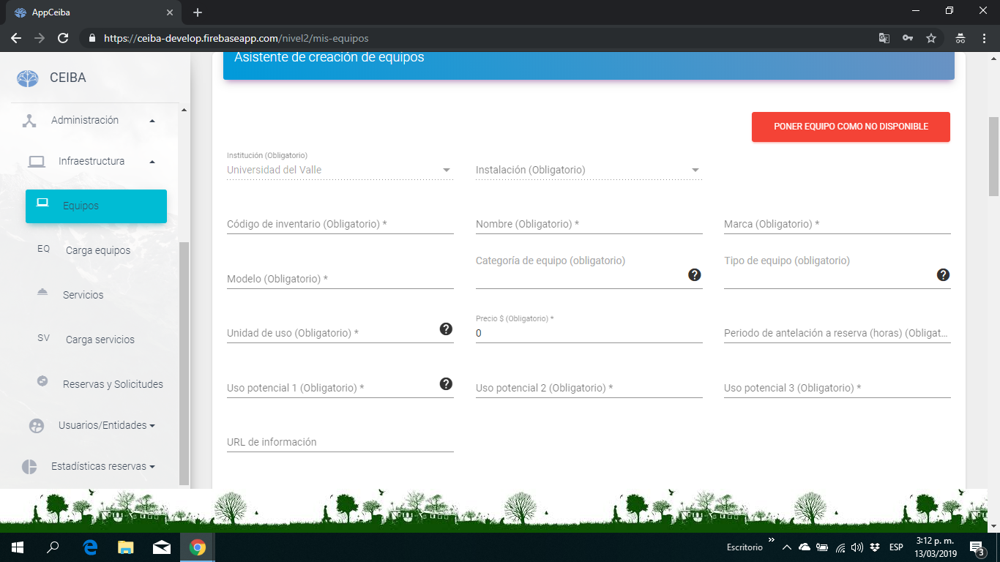 AppCeiba
https://ceiba-develop.firebaseapp.com/nivel2/mis-equipos
CEIBA
Administración
Infraestructura
Equipos
EQ Carga equipos
Servicios
SV Carga servicios
Reservas y Solicitudes
Usuarios/Entidades
Estadísticas reservas
Asistente de creación de equipos
PONER EQUIPO COMO NO DISPONIBLE
Institución (Obligatorio)
Universidad del Valle
Instalación (Obligatorio)
Código de inventario (Obligatorio) *
Nombre (Obligatorio) *
Marca (Obligatorio) *
Modelo (Obligatorio) *
Categoría de equipo (obligatorio)
Tipo de equipo (obligatorio)
Unidad de uso (Obligatorio) *
Precio $ (Obligatorio) *
0
Periodo de antelación a reserva (horas) (Obligat...
Uso potencial 1 (Obligatorio) *
Uso potencial 2 (Obligatorio) *
Uso potencial 3 (Obligatorio) *
URL de información
Escritorio
ESP
3:12 p. m.
13/03/2019
3